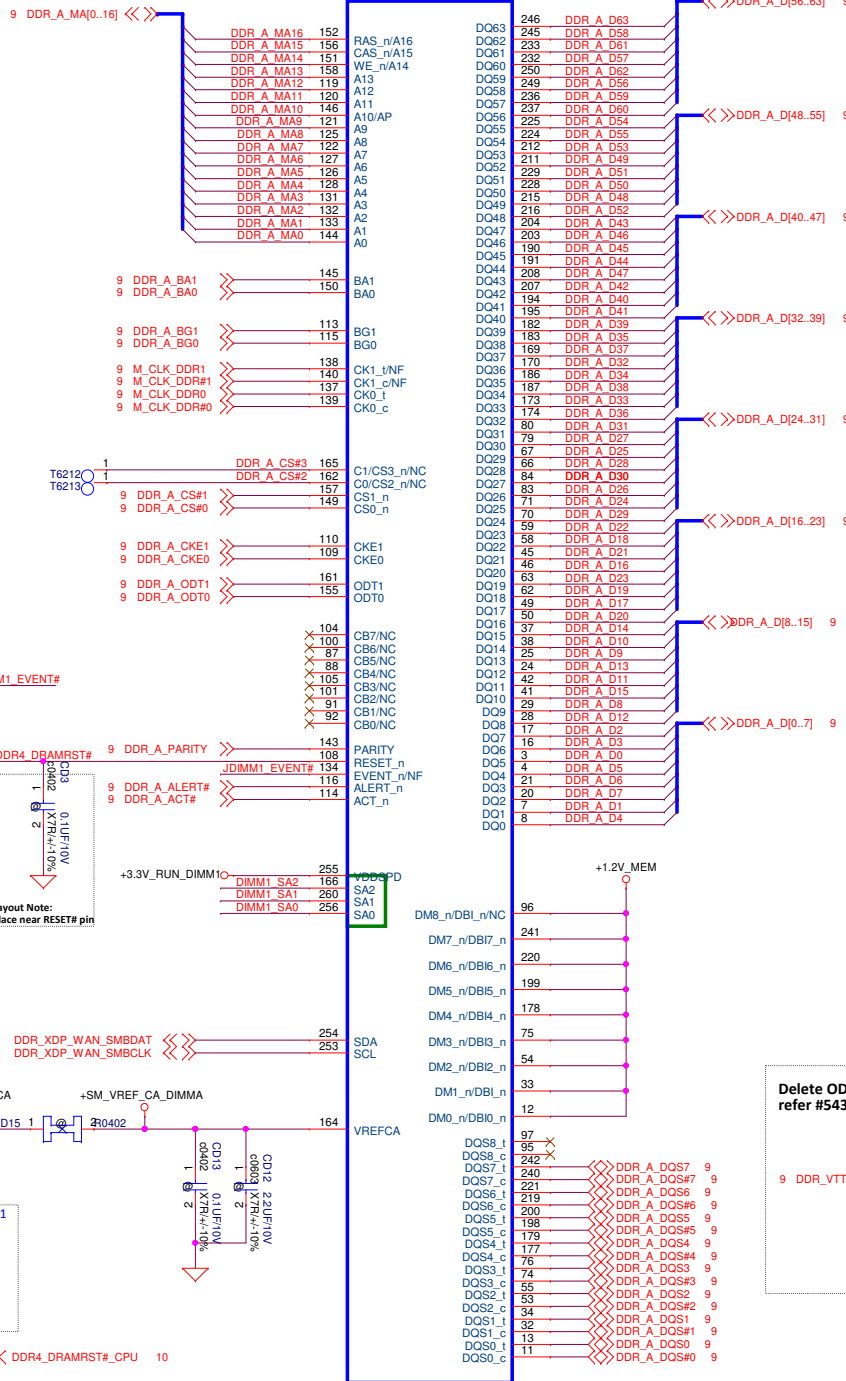 9 DDR_A_MA[0..16]
DDR_A_MA16 152 RAS_n/A16
DDR_A_MA15 156 CAS_n/A15
DDR_A_MA14 151 WE_n/A14
DDR_A_MA13 158 A13
DDR_A_MA12 119 A12
DDR_A_MA11 120 A11
DDR_A_MA10 146 A10/AP
DDR_A_MA9 121 A9
DDR_A_MA8 125 A8
DDR_A_MA7 122 A7
DDR_A_MA6 127 A6
DDR_A_MA5 126 A5
DDR_A_MA4 128 A4
DDR_A_MA3 131 A3
DDR_A_MA2 132 A2
DDR_A_MA1 133 A1
DDR_A_MA0 144 A0
9 DDR_A_BA1 145 BA1
9 DDR_A_BA0 150 BA0
9 DDR_A_BG1 113 BG1
9 DDR_A_BG0 115 BG0
9 M_CLK_DDR1 138 CK1_t/NF
9 M_CLK_DDR#1 140 CK1_c/NF
9 M_CLK_DDR0 137 CK0_t
9 M_CLK_DDR#0 139 CK0_c
T6212 1 DDR_A_CS#3 165 C1/CS3_n/NC
T6213 1 DDR_A_CS#2 162 C0/CS2_n/NC
9 DDR_A_CS#1 157 CS1_n
9 DDR_A_CS#0 149 CS0_n
9 DDR_A_CKE1 110 CKE1
9 DDR_A_CKE0 109 CKE0
9 DDR_A_ODT1 161 ODT1
9 DDR_A_ODT0 155 ODT0
104 CB7/NC
100 CB6/NC
87 CB5/NC
88 CB4/NC
105 CB3/NC
101 CB2/NC
91 CB1/NC
92 CB0/NC
M1_EVENT#
9 DDR_A_PARITY 143 PARITY
DDR4_DRAMRST# 108 RESET_n
JDIMM1_EVENT# 134 EVENT_n/NF
9 DDR_A_ALERT# 116 ALERT_n
9 DDR_A_ACT# 114 ACT_n
CD3
c0402
1 @ 2
0.1UF/10V
X7R/+/-10%
ayout Note:
lace near RESET# pin
+3.3V_RUN_DIMM1 255 VDDSPD
DIMM1_SA2 166 SA2
DIMM1_SA1 260 SA1
DIMM1_SA0 256 SA0
DDR_XDP_WAN_SMBDAT 254 SDA
DDR_XDP_WAN_SMBCLK 253 SCL
CA
+SM_VREF_CA_DIMMA
D15 1 @ 2 R0402 164 VREFCA
CD13
c0402
1 @ 2
0.1UF/10V
X7R/+/-10%
CD12
c0603
1 @ 2
2.2UF/10V
X7R/+/-10%
1
DDR4_DRAMRST#_CPU 10
DDR_A_D[56..63] 9
DQ63 246 DDR_A_D63
DQ62 245 DDR_A_D58
DQ61 233 DDR_A_D61
DQ60 232 DDR_A_D57
DQ59 250 DDR_A_D62
DQ58 249 DDR_A_D56
DQ57 236 DDR_A_D59
DQ56 237 DDR_A_D60
DDR_A_D[48..55] 9
DQ55 225 DDR_A_D54
DQ54 224 DDR_A_D55
DQ53 212 DDR_A_D53
DQ52 211 DDR_A_D49
DQ51 229 DDR_A_D51
DQ50 228 DDR_A_D50
DQ49 215 DDR_A_D48
DQ48 216 DDR_A_D52
DDR_A_D[40..47] 9
DQ47 204 DDR_A_D43
DQ46 203 DDR_A_D46
DQ45 190 DDR_A_D45
DQ44 191 DDR_A_D44
DQ43 208 DDR_A_D47
DQ42 207 DDR_A_D42
DQ41 194 DDR_A_D40
DQ40 195 DDR_A_D41
DDR_A_D[32..39] 9
DQ39 182 DDR_A_D39
DQ38 183 DDR_A_D35
DQ37 169 DDR_A_D37
DQ36 170 DDR_A_D32
DQ35 186 DDR_A_D34
DQ34 187 DDR_A_D38
DQ33 173 DDR_A_D33
DQ32 174 DDR_A_D36
DDR_A_D[24..31] 9
DQ31 80 DDR_A_D31
DQ30 79 DDR_A_D27
DQ29 67 DDR_A_D25
DQ28 66 DDR_A_D28
DQ27 84 DDR_A_D30
DQ26 83 DDR_A_D26
DQ25 71 DDR_A_D24
DQ24 70 DDR_A_D29
DDR_A_D[16..23] 9
DQ23 59 DDR_A_D22
DQ22 58 DDR_A_D18
DQ21 45 DDR_A_D21
DQ20 46 DDR_A_D16
DQ19 63 DDR_A_D23
DQ18 62 DDR_A_D19
DQ17 49 DDR_A_D17
DQ16 50 DDR_A_D20
DDR_A_D[8..15] 9
DQ15 37 DDR_A_D14
DQ14 38 DDR_A_D10
DQ13 25 DDR_A_D9
DQ12 24 DDR_A_D13
DQ11 42 DDR_A_D11
DQ10 41 DDR_A_D15
DQ9 29 DDR_A_D8
DQ8 28 DDR_A_D12
DDR_A_D[0..7] 9
DQ7 17 DDR_A_D2
DQ6 16 DDR_A_D3
DQ5 3 DDR_A_D0
DQ4 4 DDR_A_D5
DQ3 21 DDR_A_D6
DQ2 20 DDR_A_D7
DQ1 7 DDR_A_D1
DQ0 8 DDR_A_D4
+1.2V_MEM
DM8_n/DBI_n/NC 96
DM7_n/DBI7_n 241
DM6_n/DBI6_n 220
DM5_n/DBI5_n 199
DM4_n/DBI4_n 178
DM3_n/DBI3_n 75
DM2_n/DBI2_n 54
DM1_n/DBI_n 33
DM0_n/DBI0_n 12
DQS8_t 97
DQS8_c 95
DQS7_t 242 DDR_A_DQS7 9
DQS7_c 240 DDR_A_DQS#7 9
DQS6_t 221 DDR_A_DQS6 9
DQS6_c 219 DDR_A_DQS#6 9
DQS5_t 200 DDR_A_DQS5 9
DQS5_c 198 DDR_A_DQS#5 9
DQS4_t 179 DDR_A_DQS4 9
DQS4_c 177 DDR_A_DQS#4 9
DQS3_t 76 DDR_A_DQS3 9
DQS3_c 74 DDR_A_DQS#3 9
DQS2_t 55 DDR_A_DQS2 9
DQS2_c 53 DDR_A_DQS#2 9
DQS1_t 34 DDR_A_DQS1 9
DQS1_c 32 DDR_A_DQS#1 9
DQS0_t 13 DDR_A_DQS0 9
DQS0_c 11 DDR_A_DQS#0 9
Delete OD
refer #543
9 DDR_VTT